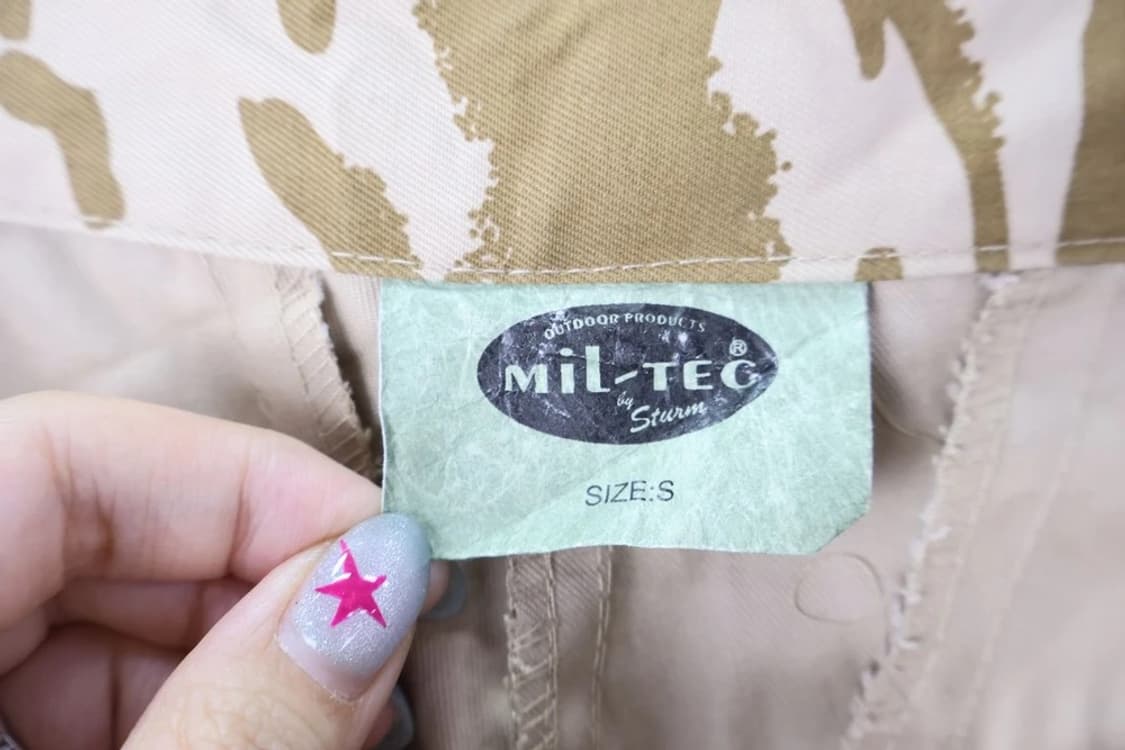 OUTDOOR PRODUCTS
MiL-TEC®
by Sturm
SIZE:S